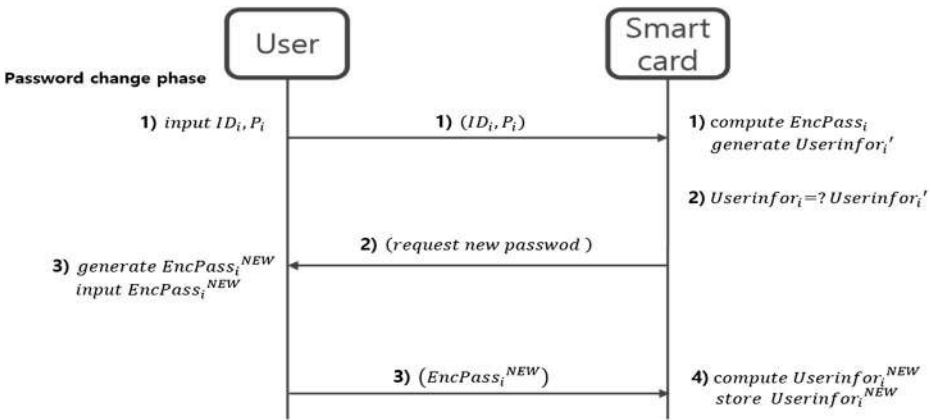 User
Smart
card
Password change phase
1) input IDᵢ, Pᵢ
1) (IDᵢ, Pᵢ)
1) compute EncPassᵢ
generate Userinforᵢ′
2) Userinforᵢ=? Userinforᵢ′
2) (request new passwod )
3) generate EncPassᵢᴺᴱᵂ
input EncPassᵢᴺᴱᵂ
3) (EncPassᵢᴺᴱᵂ)
4) compute Userinforᵢᴺᴱᵂ
store Userinforᵢᴺᴱᵂ